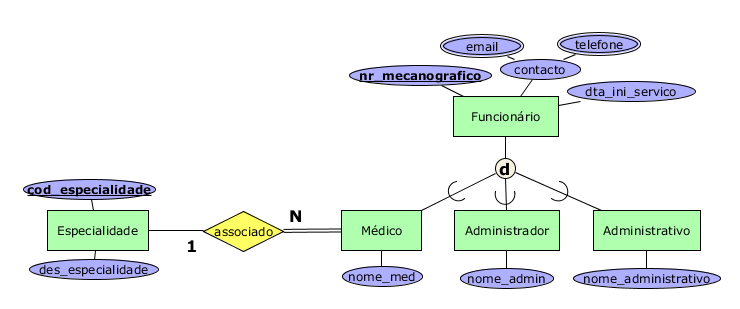 email
telefone
contacto
nr_mecanografico
dta_ini_servico
Funcionário
d
cod_especialidade
Especialidade
1
associado
N
Médico
Administrador
Administrativo
des_especialidade
nome_med
nome_admin
nome_administrativo